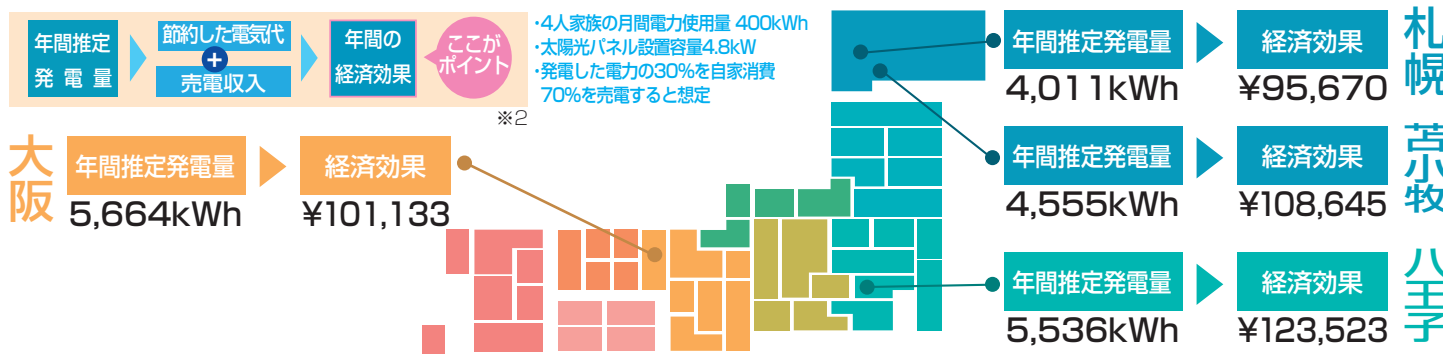 年間推定
発電量
節約した電気代
+
売電収入
年間の
経済効果
ここが
ポイント
※2
・4人家族の月間電力使用量 400kWh
・太陽光パネル設置容量4.8kW
・発電した電力の30%を自家消費
70%を売電すると想定
札幌
年間推定発電量
4,011kWh
経済効果
¥95,670
苫小牧
年間推定発電量
4,555kWh
経済効果
¥108,645
大阪
年間推定発電量
5,664kWh
経済効果
¥101,133
八王子
年間推定発電量
5,536kWh
経済効果
¥123,523